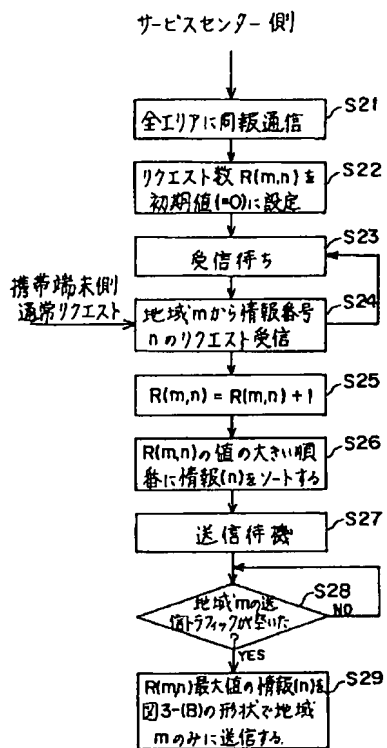 サービスセンター側
S21
全エリアに同報通信
S22
リクエスト数 R(m,n)を
初期値(=0)に設定
S23
受信待ち
携帯端末側
通常リクエスト
S24
地域mから情報番号
nのリクエスト受信
S25
R(m,n) = R(m,n) + 1
S26
R(m,n)の値の大きい順
番に情報(n)をソートする
S27
送信待機
S28
地域mの送
信トラフィックが空いた
?
NO
YES
S29
R(m,n)最大値の情報(n)を
図3-(B)の形状で地域
mのみに送信する.